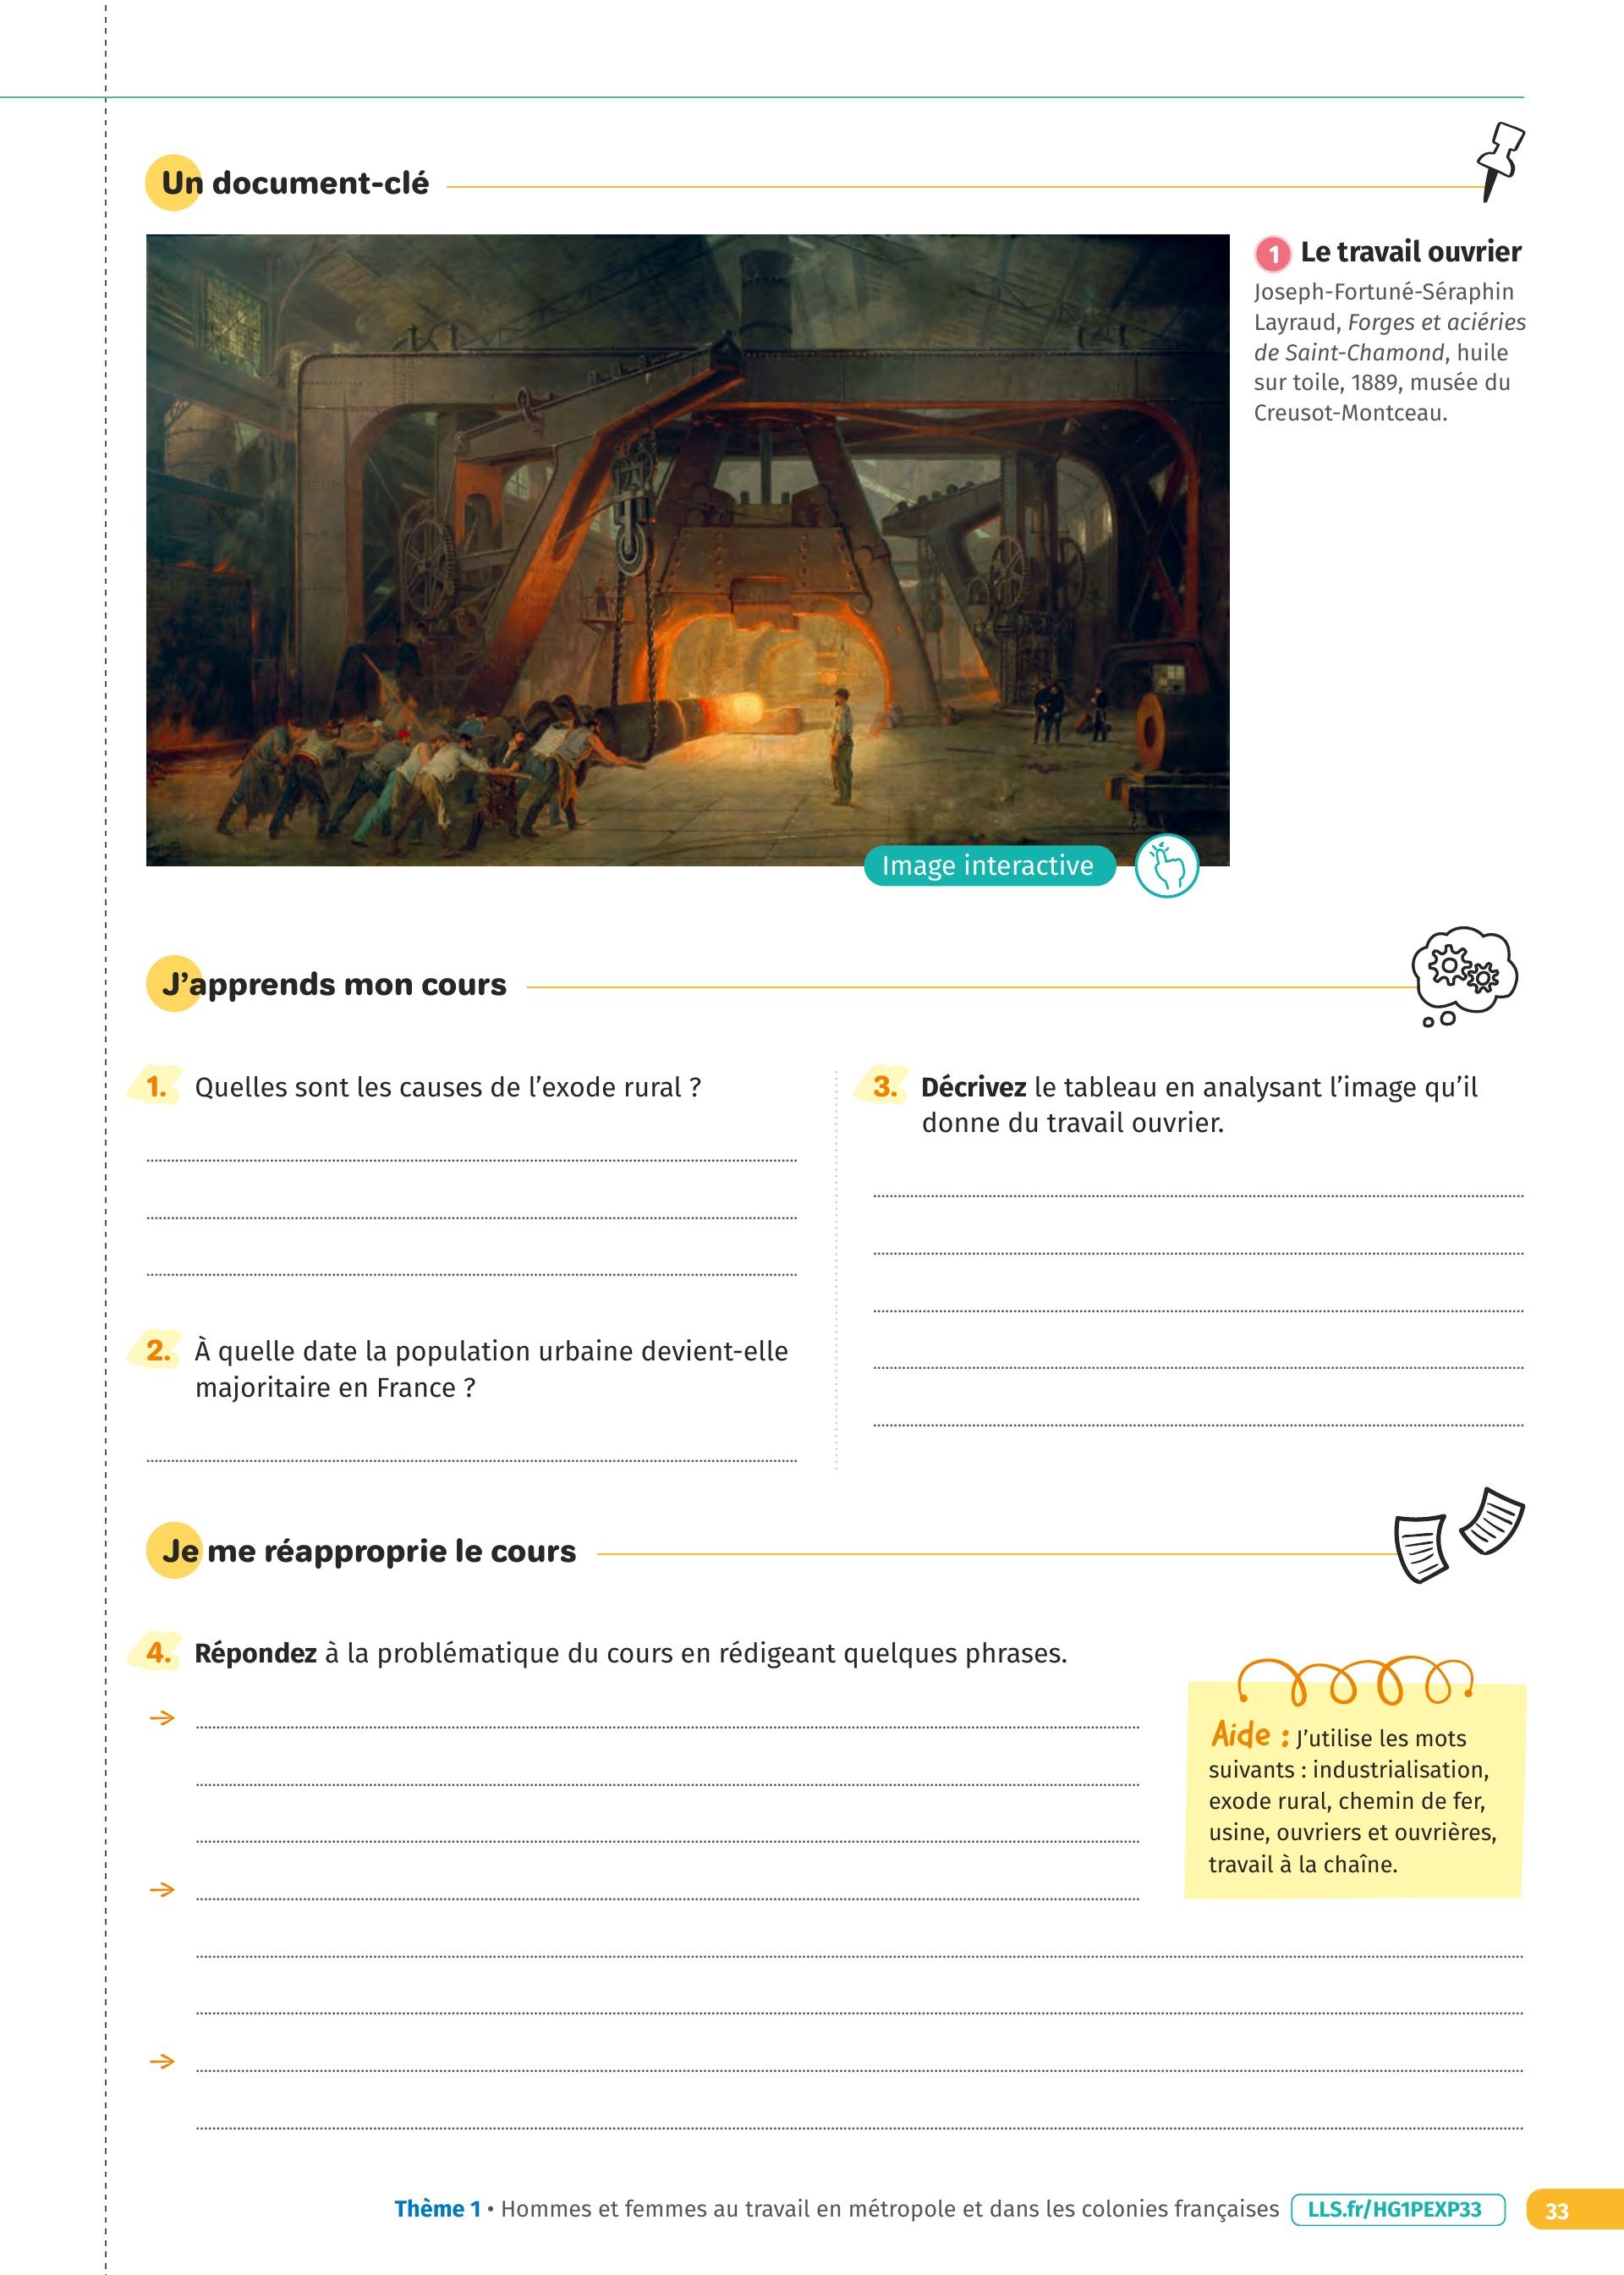 Un document-clé
1 Le travail ouvrier
Joseph-Fortuné-Séraphin
Layraud, Forges et aciéries
de Saint-Chamond, huile
sur toile, 1889, musée du
Creusot-Montceau.
Image interactive
J’apprends mon cours
1. Quelles sont les causes de l’exode rural ?
2. À quelle date la population urbaine devient-elle
majoritaire en France ?
3. Décrivez le tableau en analysant l’image qu’il
donne du travail ouvrier.
Je me réapproprie le cours
4. Répondez à la problématique du cours en rédigeant quelques phrases.
Aide : J’utilise les mots
suivants : industrialisation,
exode rural, chemin de fer,
usine, ouvriers et ouvrières,
travail à la chaîne.
Thème 1 • Hommes et femmes au travail en métropole et dans les colonies françaises LLS.fr/HG1PEXP33 33